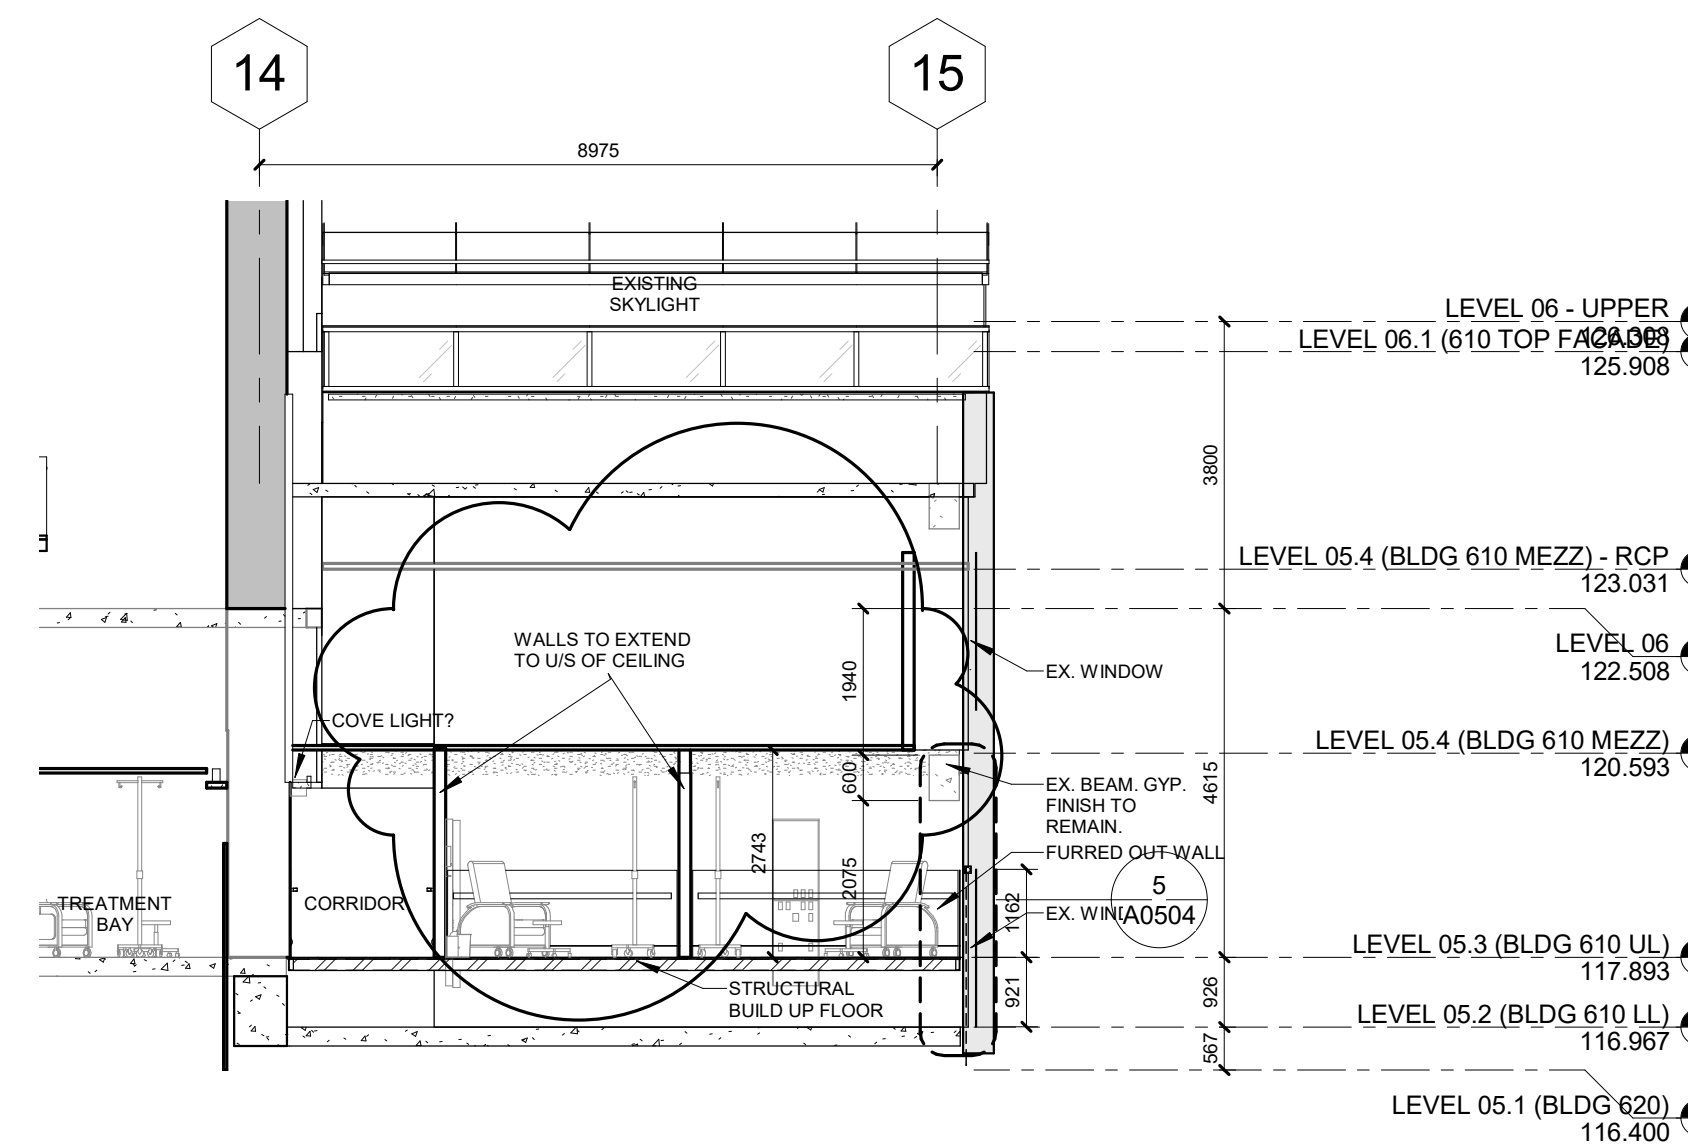 14
15
8975
EXISTING
SKYLIGHT
LEVEL 06 - UPPER
126.308
LEVEL 06.1 (610 TOP FACADE)
125.908
3800
LEVEL 05.4 (BLDG 610 MEZZ) - RCP
123.031
WALLS TO EXTEND
TO U/S OF CEILING
1940
EX. WINDOW
LEVEL 06
122.508
COVE LIGHT?
LEVEL 05.4 (BLDG 610 MEZZ)
120.593
600
EX. BEAM. GYP.
FINISH TO
REMAIN.
4615
2743
2075
FURRED OUT WALL
5
A0504
TREATMENT
BAY
CORRIDOR
1162
EX. WIND
LEVEL 05.3 (BLDG 610 UL)
117.893
STRUCTURAL
BUILD UP FLOOR
921
926
LEVEL 05.2 (BLDG 610 LL)
116.967
567
LEVEL 05.1 (BLDG 620)
116.400